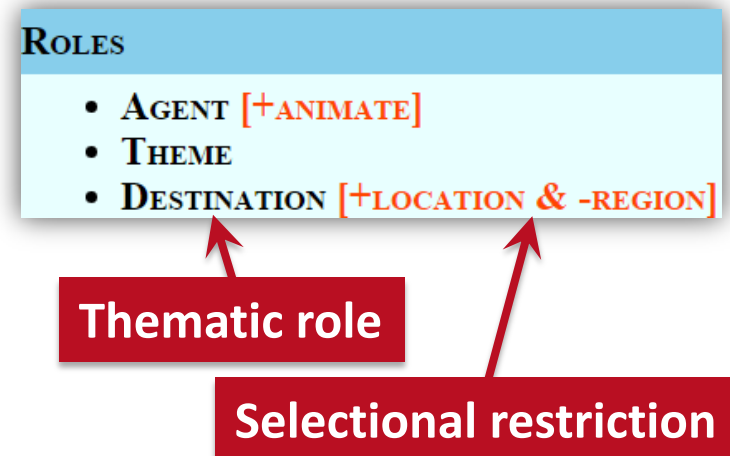 ROLES
• AGENT [+ANIMATE]
• THEME
• DESTINATION [+LOCATION & -REGION]
Thematic role
Selectional restriction